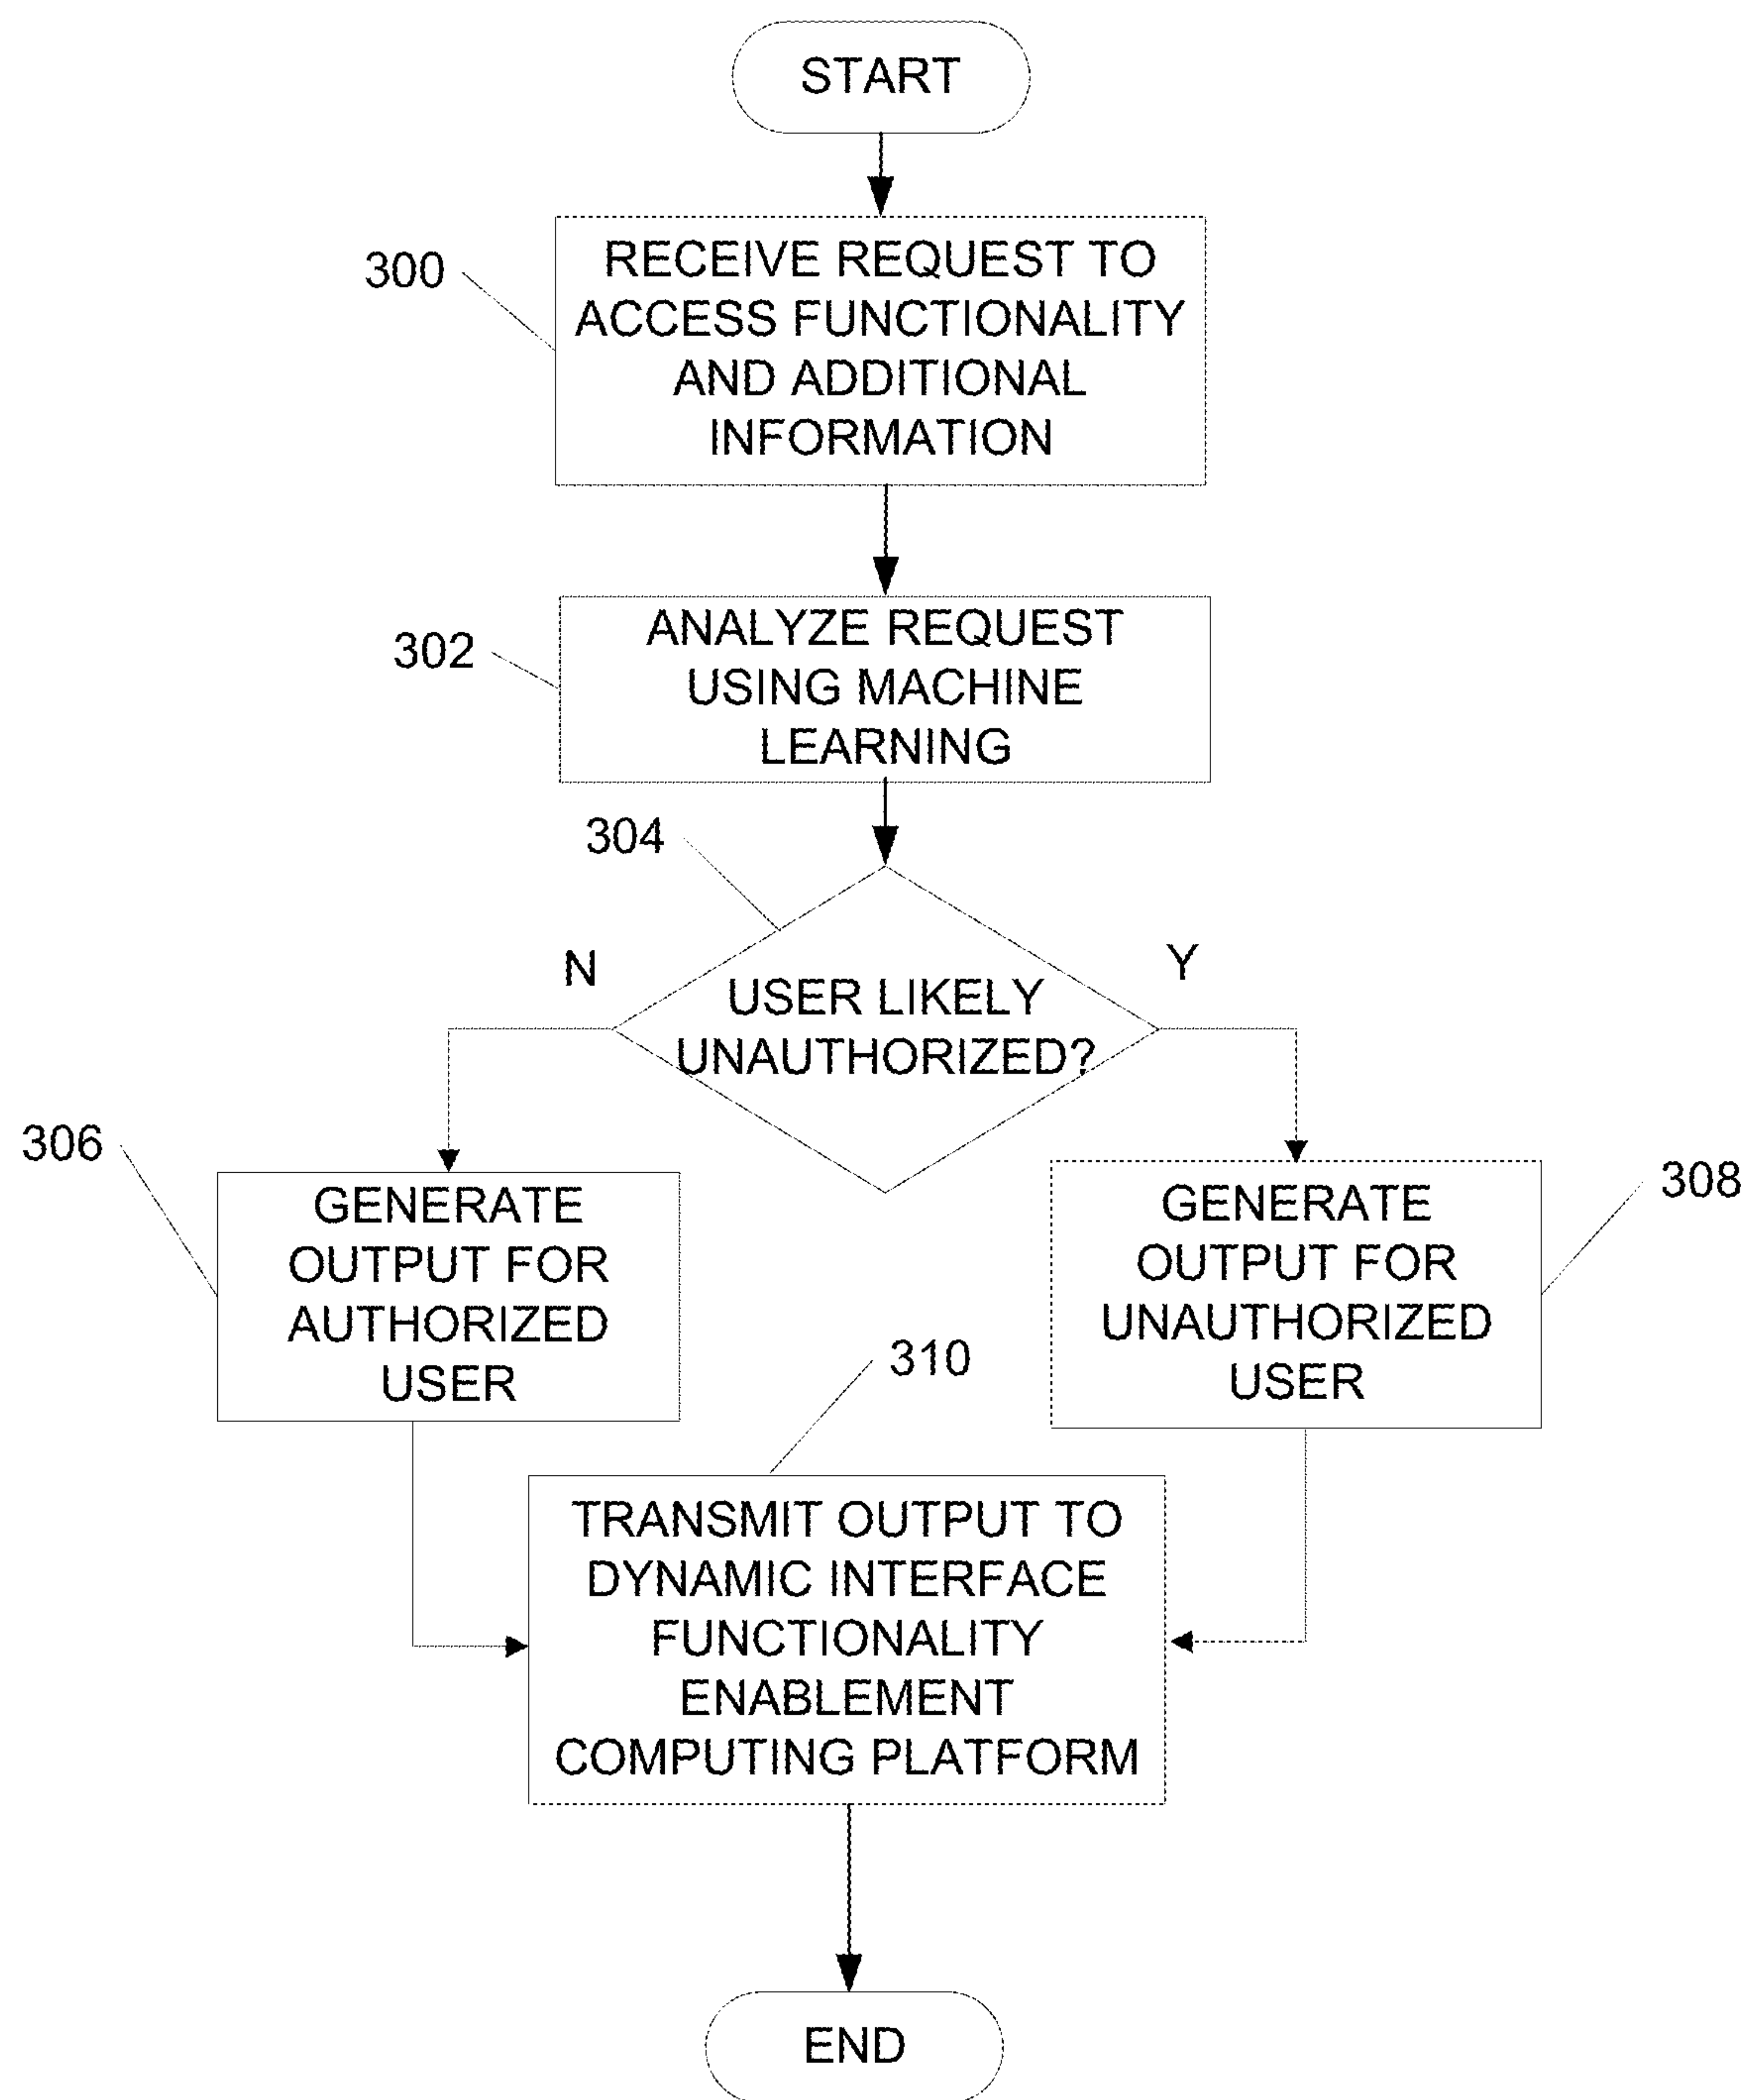 START
300
RECEIVE REQUEST TO
ACCESS FUNCTIONALITY
AND ADDITIONAL
INFORMATION
302
ANALYZE REQUEST
USING MACHINE
LEARNING
304
N
Y
USER LIKELY
UNAUTHORIZED?
306
GENERATE
OUTPUT FOR
AUTHORIZED
USER
308
GENERATE
OUTPUT FOR
UNAUTHORIZED
USER
310
TRANSMIT OUTPUT TO
DYNAMIC INTERFACE
FUNCTIONALITY
ENABLEMENT
COMPUTING PLATFORM
END